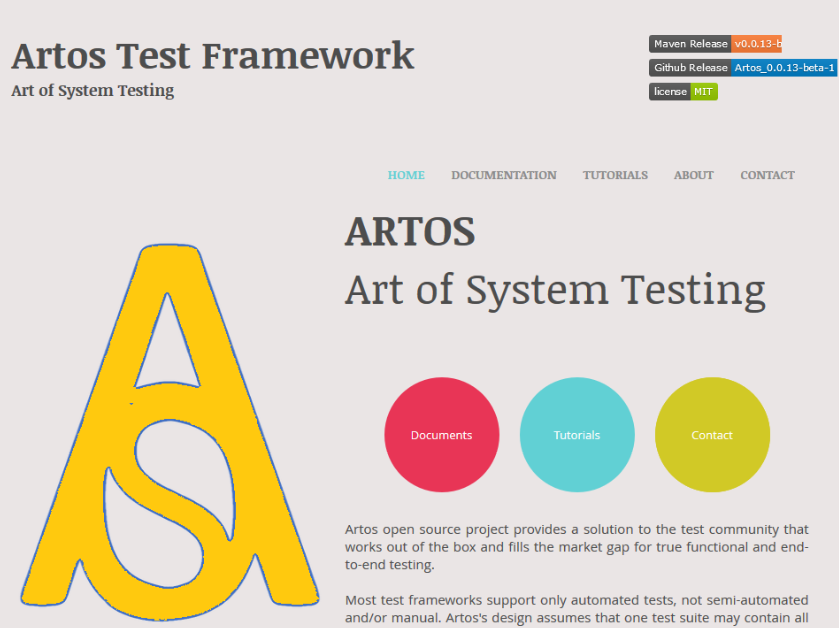 Artos Test Framework
Art of System Testing
Maven Release v0.0.13-b
Github Release Artos_0.0.13-beta-1
license MIT
HOME DOCUMENTATION TUTORIALS ABOUT CONTACT
ARTOS
Art of System Testing
Documents Tutorials Contact
Artos open source project provides a solution to the test community that
works out of the box and fills the market gap for true functional and end-
to-end testing.
Most test frameworks support only automated tests, not semi-automated
and/or manual. Artos's design assumes that one test suite may contain all